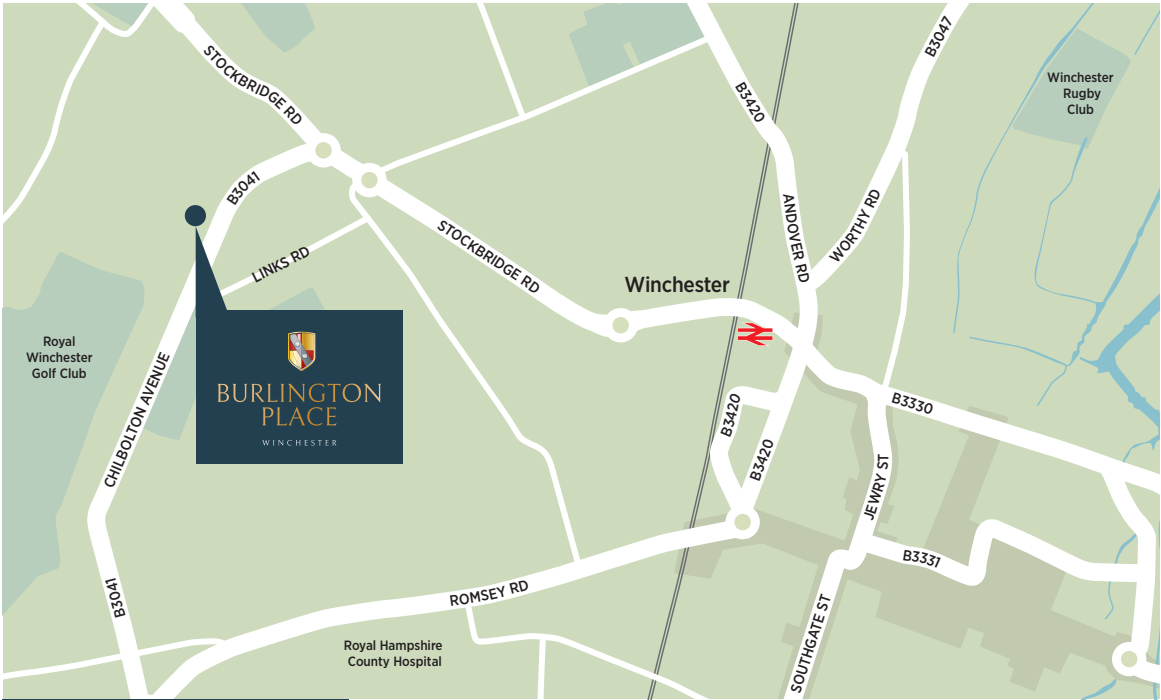 STOCKBRIDGE RD
B3420
B3047
Winchester
Rugby
Club
B3041
ANDOVER RD
WORTHY RD
LINKS RD
STOCKBRIDGE RD
Winchester
Royal
Winchester
Golf Club
CHILBOLTON AVENUE
BURLINGTON
PLACE
WINCHESTER
B3420
B3420
B3330
JEWRY ST
B3331
B3041
ROMSEY RD
SOUTHGATE ST
Royal Hampshire
County Hospital